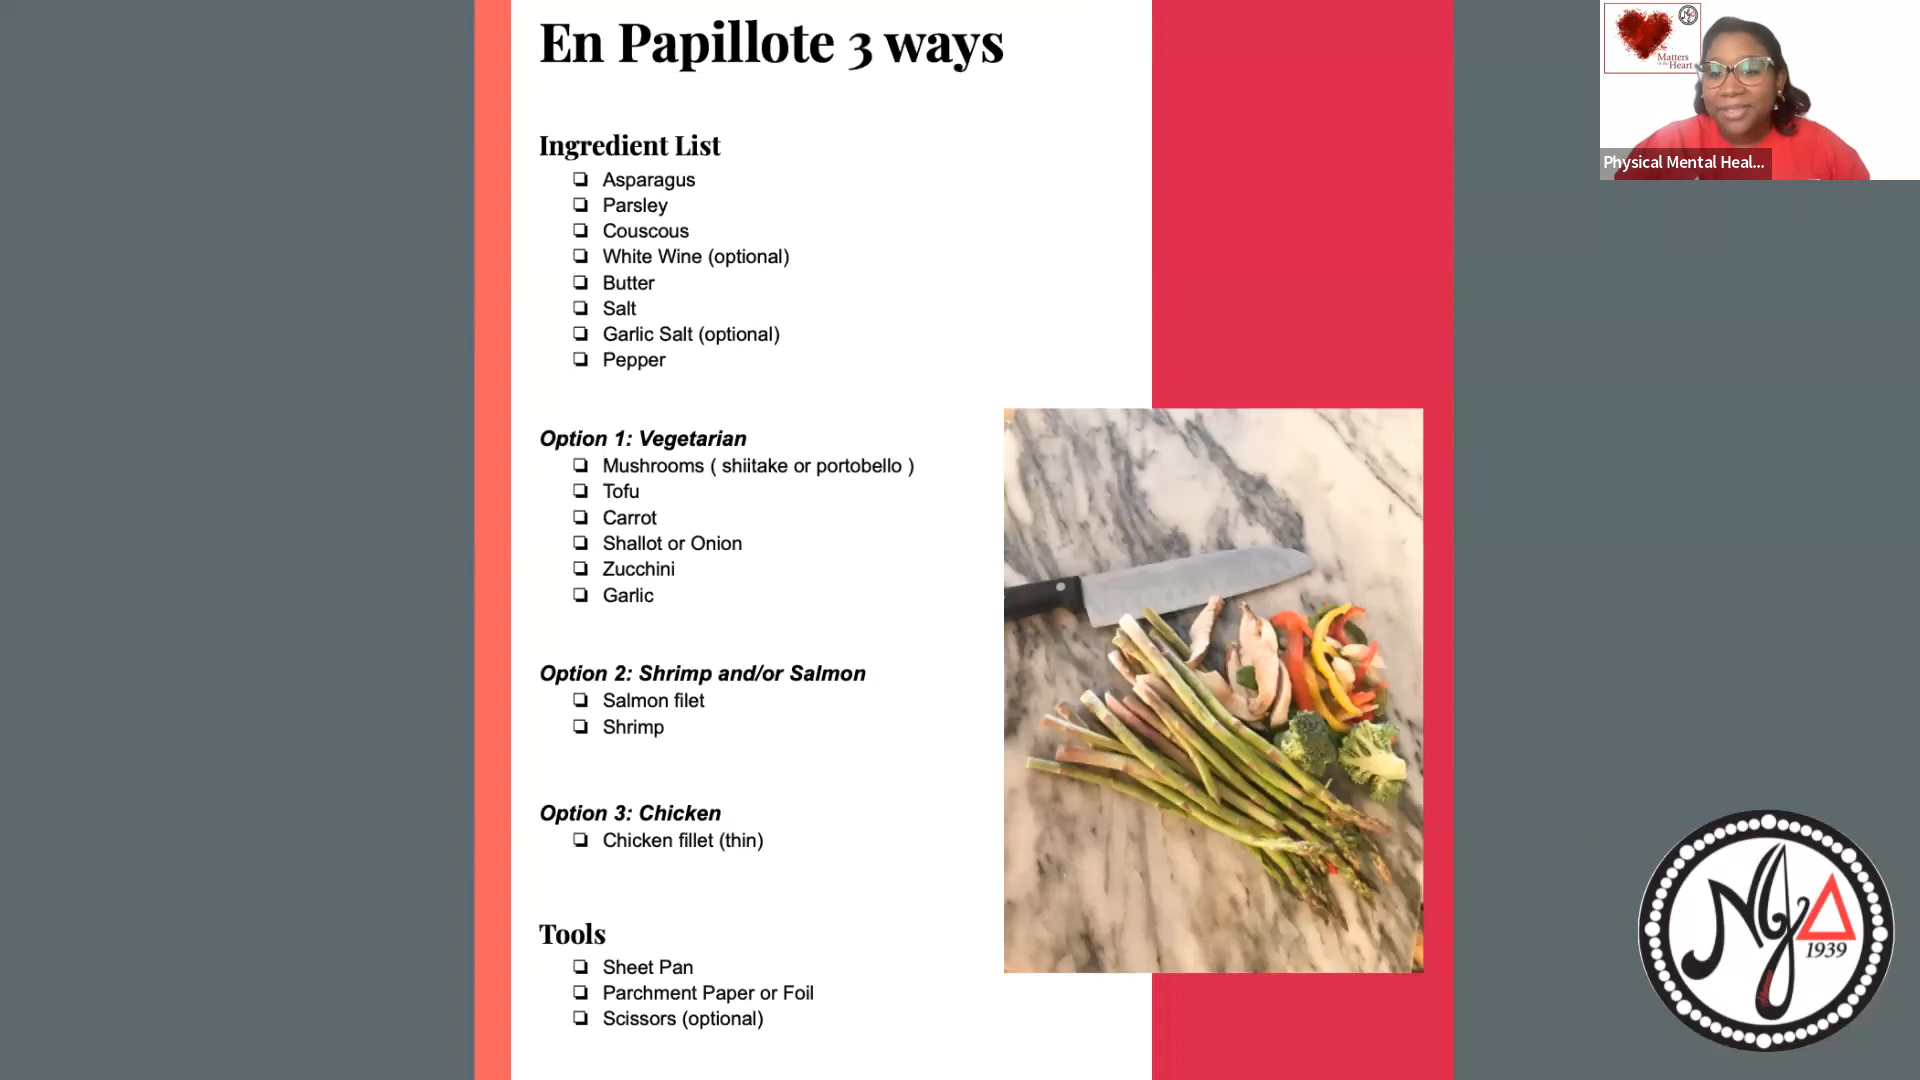 En Papillote 3 ways
Ingredient List
Asparagus
Parsley
Couscous
White Wine (optional)
Butter
Salt
Garlic Salt (optional)
Pepper
Option 1: Vegetarian
Mushrooms ( shiitake or portobello )
Tofu
Carrot
Shallot or Onion
Zucchini
Garlic
Option 2: Shrimp and/or Salmon
Salmon filet
Shrimp
Option 3: Chicken
Chicken fillet (thin)
Tools
Sheet Pan
Parchment Paper or Foil
Scissors (optional)
Matters
of the Heart
Physical Mental Heal...
1939